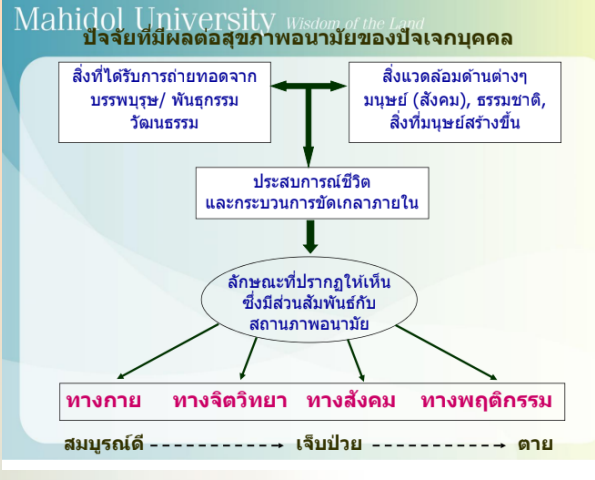 Mahidol University Wisdom of the Land
ปัจจัยที่มีผลต่อสุขภาพอนามัยของปัจเจกบุคคล
สิ่งที่ได้รับการถ่ายทอดจาก
บรรพบุรุษ/ พันธุกรรม
วัฒนธรรม
สิ่งแวดล้อมด้านต่างๆ
มนุษย์ (สังคม), ธรรมชาติ,
สิ่งที่มนุษย์สร้างขึ้น
ประสบการณ์ชีวิต
และกระบวนการขัดเกลาภายใน
ลักษณะที่ปรากฏให้เห็น
ซึ่งมีส่วนสัมพันธ์กับ
สถานภาพอนามัย
ทางกาย ทางจิตวิทยา ทางสังคม ทางพฤติกรรม
สมบูรณ์ดี เจ็บป่วย ตาย